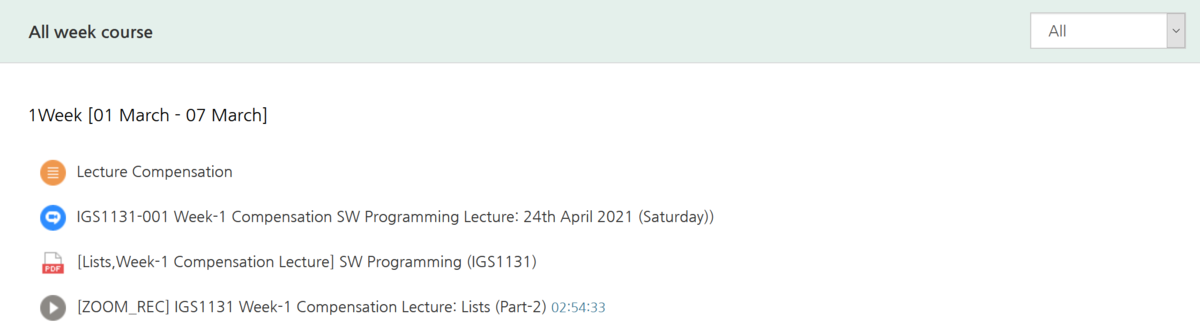 All week course
All
1Week [01 March - 07 March]
Lecture Compensation
IGS1131-001 Week-1 Compensation SW Programming Lecture: 24th April 2021 (Saturday))
PDF
[Lists,Week-1 Compensation Lecture] SW Programming (IGS1131)
[ZOOM_REC] IGS1131 Week-1 Compensation Lecture: Lists (Part-2) 02:54:33